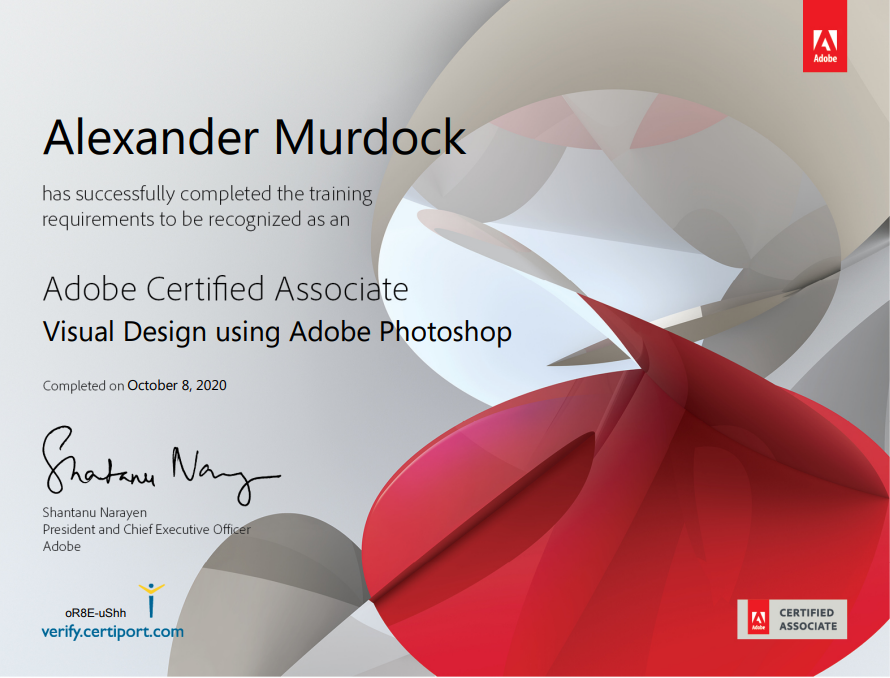 Adobe
Alexander Murdock
has successfully completed the training
requirements to be recognized as an
Adobe Certified Associate
Visual Design using Adobe Photoshop
Completed on October 8, 2020
Shantanu Narayen
Shantanu Narayen
President and Chief Executive Officer
Adobe
oR8E-uShh
verify.certiport.com
Adobe
CERTIFIED
ASSOCIATE